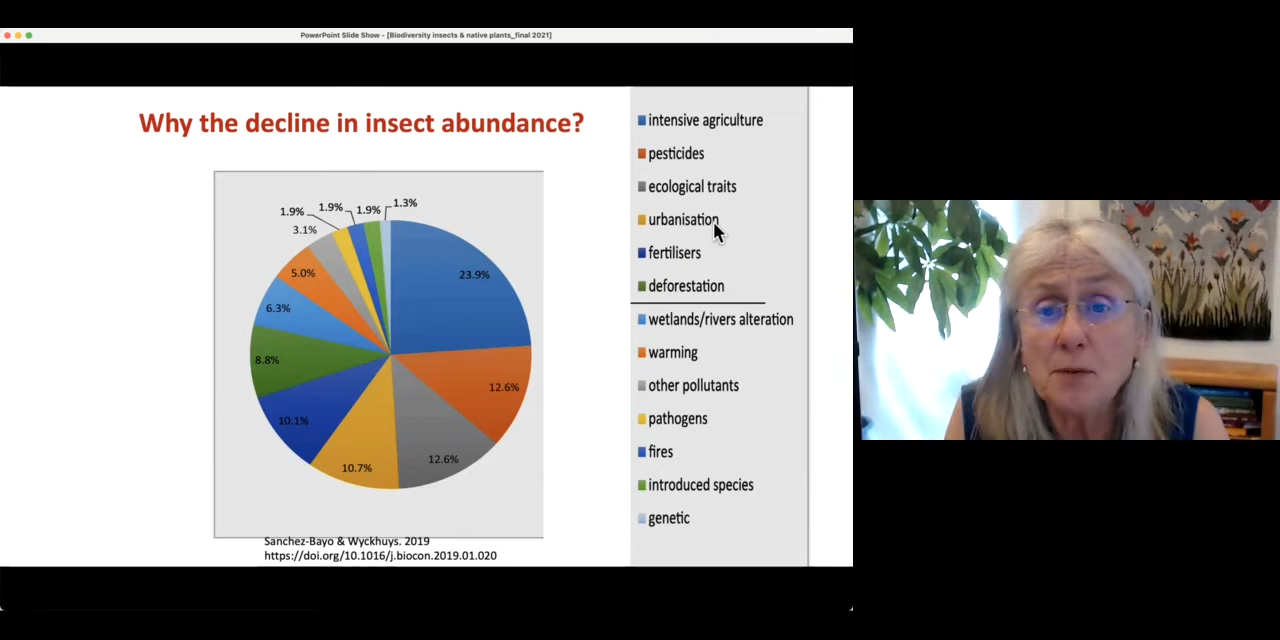 PowerPoint Slide Show - [Biodiversity insects & native plants_final 2021]
Why the decline in insect abundance?
1.9%
1.9%
1.9%
1.3%
3.1%
5.0%
6.3%
8.8%
10.1%
10.7%
12.6%
12.6%
23.9%
Sanchez-Bayo & Wyckhuys. 2019
https://doi.org/10.1016/j.biocon.2019.01.020
intensive agriculture
pesticides
ecological traits
urbanisation
fertilisers
deforestation
wetlands/rivers alteration
warming
other pollutants
pathogens
fires
introduced species
genetic